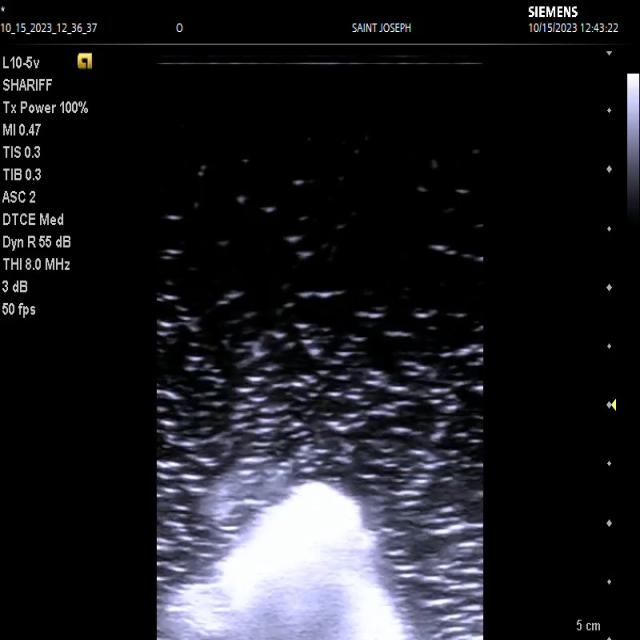 *
SIEMENS
10_15_2023_12_36_37 O SAINT JOSEPH 10/15/2023 12:43:22
L10-5v
SHARIFF
Tx Power 100%
MI 0.47
TIS 0.3
TIB 0.3
ASC 2
DTCE Med
Dyn R 55 dB
THI 8.0 MHz
3 dB
50 fps
5 cm